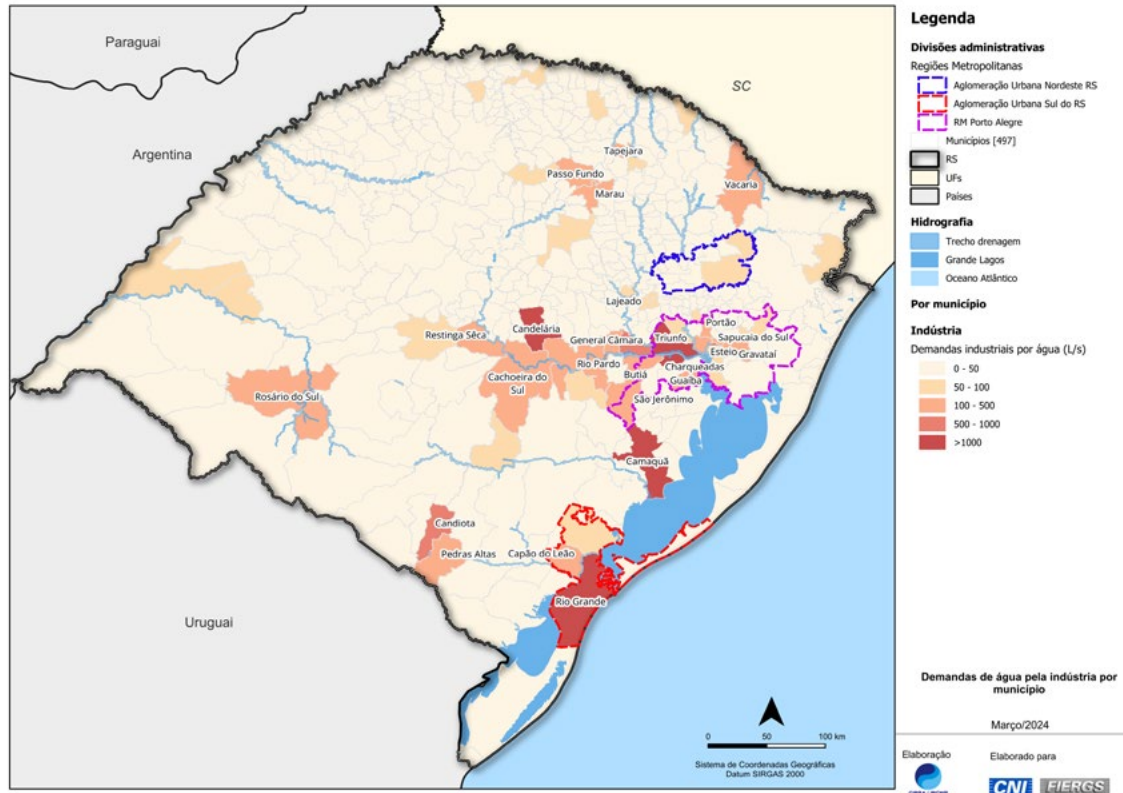 Paraguai
Argentina
Uruguai
SC
Tapejara
Passo Fundo
Marau
Vacaria
Lajeado
Restinga Sêca
Candelária
General Câmara
Triunfo
Portão
Sapucaia do Sul
Esteio
Gravataí
Rio Pardo
Butiá
Charqueadas
Guaíba
Cachoeira do
Sul
São Jerônimo
Rosário do Sul
Camaquã
Candiota
Pedras Altas
Capão do Leão
Rio Grande
0 50 100 km
Sistema de Coordenadas Geográficas
Datum SIRGAS 2000
Legenda
Divisões administrativas
Regiões Metropolitanas
Aglomeração Urbana Nordeste RS
Aglomeração Urbana Sul do RS
RM Porto Alegre
Municípios [497]
RS
UFs
Países
Hidrografia
Trecho drenagem
Grande Lagos
Oceano Atlântico
Por município
Indústria
Demandas industriais por água (L/s)
0 - 50
50 - 100
100 - 500
500 - 1000
>1000
Demandas de água pela indústria por
município
Março/2024
Elaboração
Elaborado para
CNI FIERGS